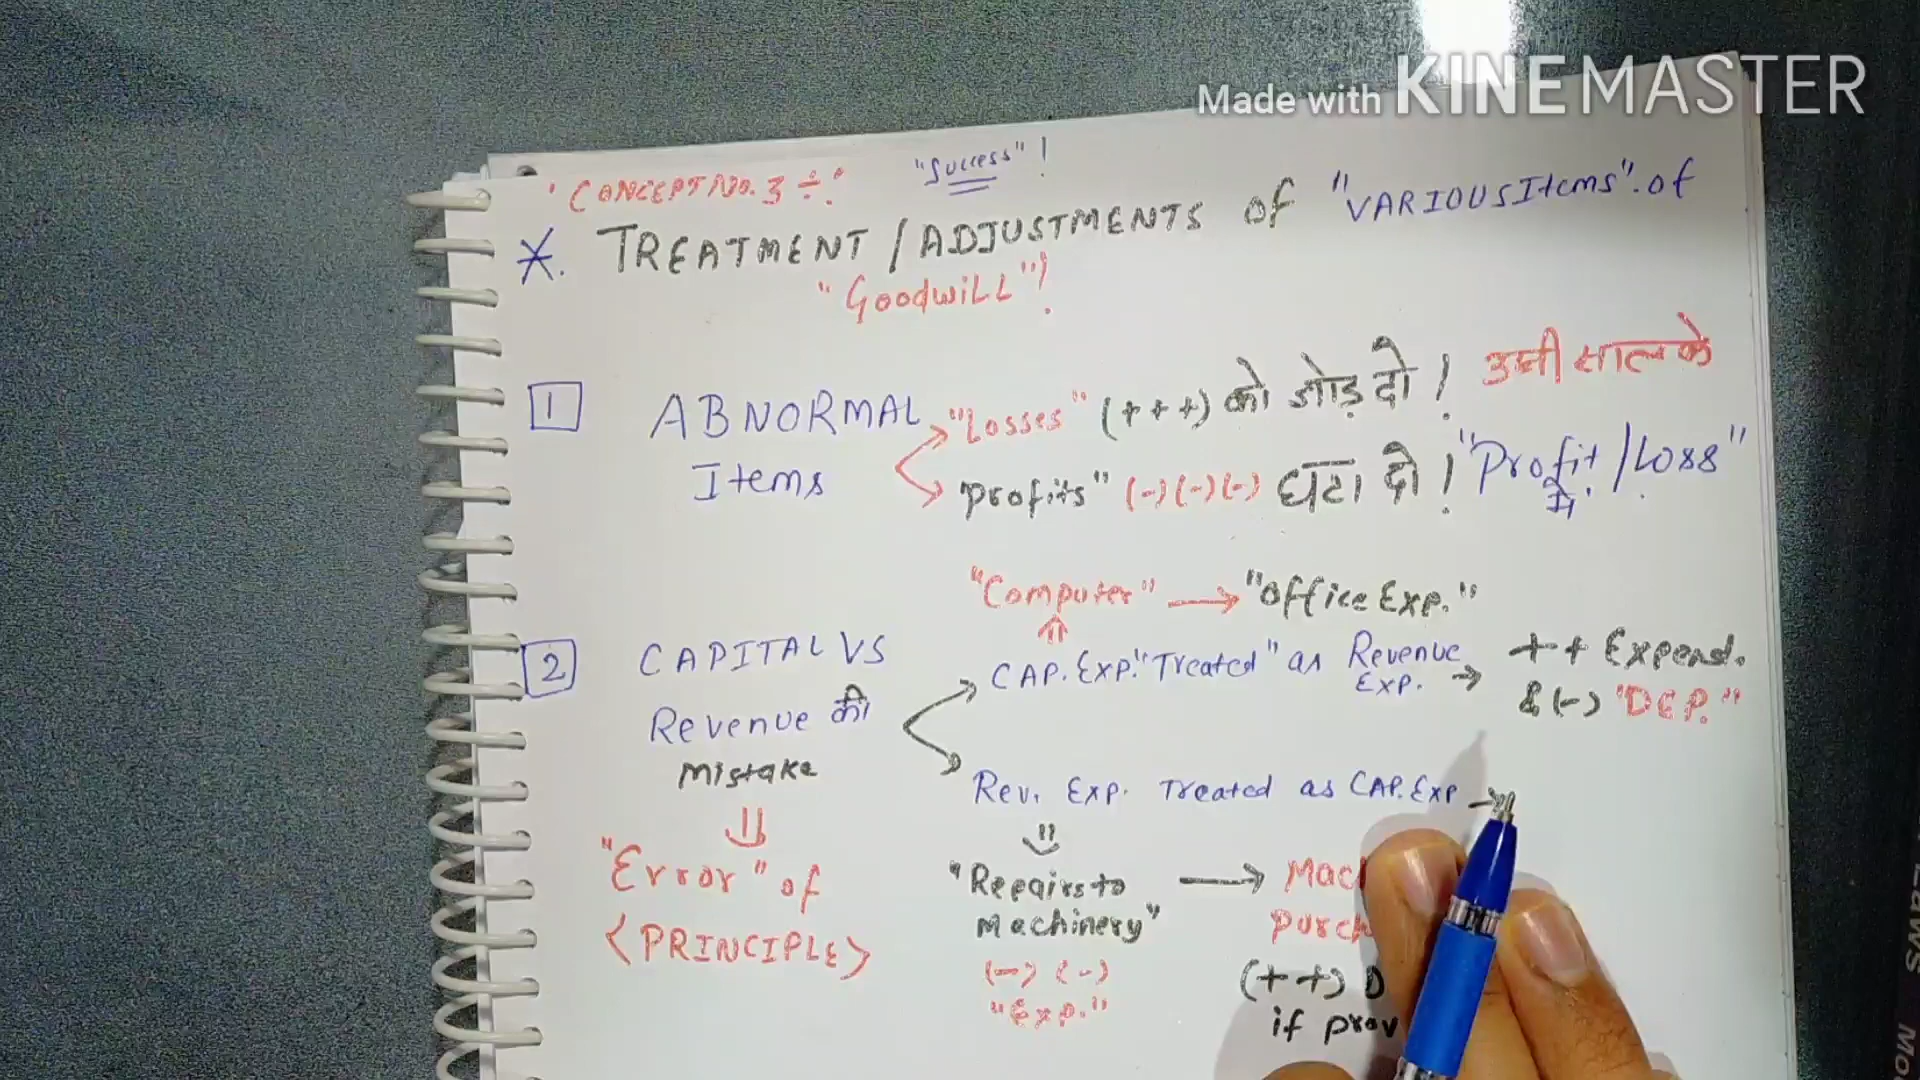 Made with KINEMASTER
"CONCEPT NO. 3 ÷!
"Success"!
*. TREATMENT / ADJUSTMENTS of "VARIOUS Items". of
"GoodwiLL"!
1 ABNORMAL Items
"Losses" (+++) को जोड़ दो! उसी साल के
"Profits" (-)(-)(-) घटा दो! "Profit / Loss" में
2 CAPITAL VS
Revenue की
Mistake
"Error" of
<PRINCIPLE>
"Computer" → "Office Exp."
CAP. EXP. "Treated" as Revenue Exp. → ++ Expend.
& (-) "DEP."
Rev. Exp. Treated as CAP. Exp →
"Repairs to Machinery" →
(-) (-)
"Exp."
(++)
if